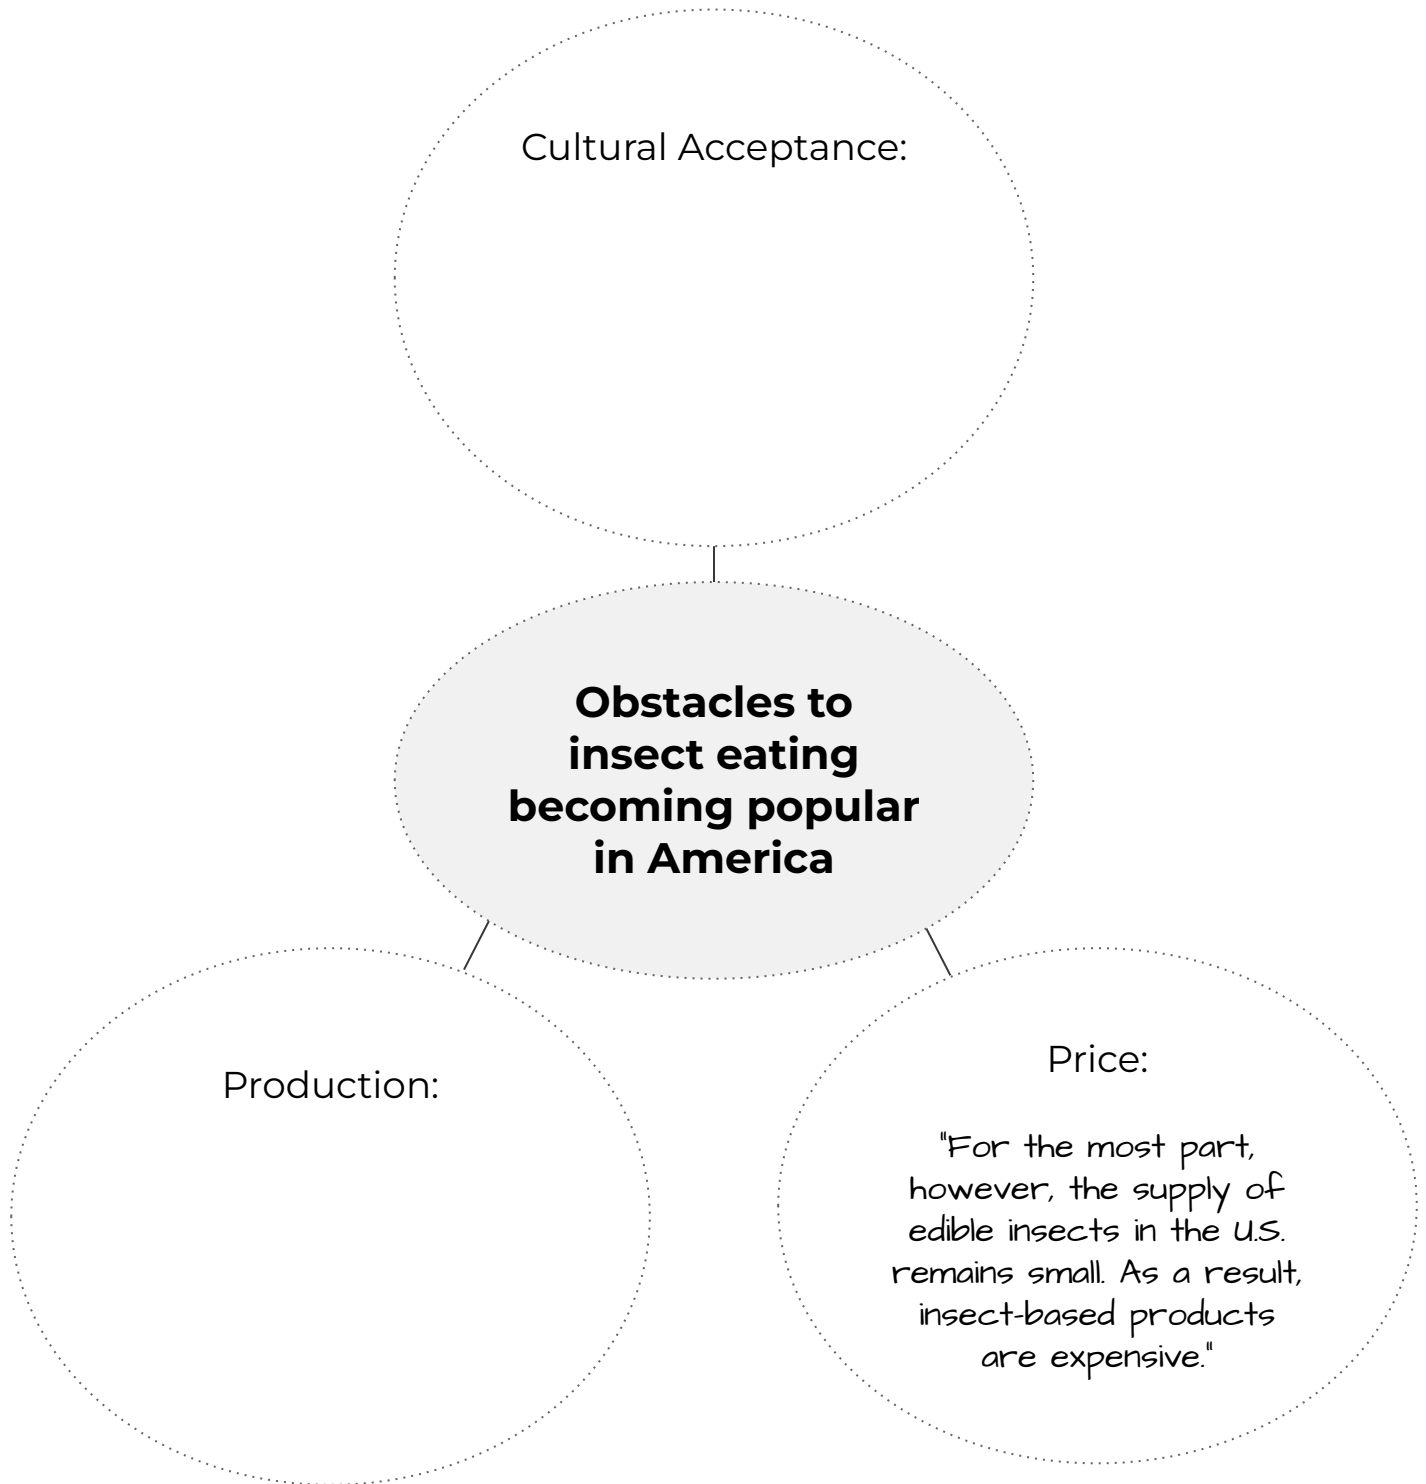 Cultural Acceptance:
Obstacles to
insect eating
becoming popular
in America
Production:
Price:
"For the most part,
however, the supply of
edible insects in the U.S.
remains small. As a result,
insect-based products
are expensive."